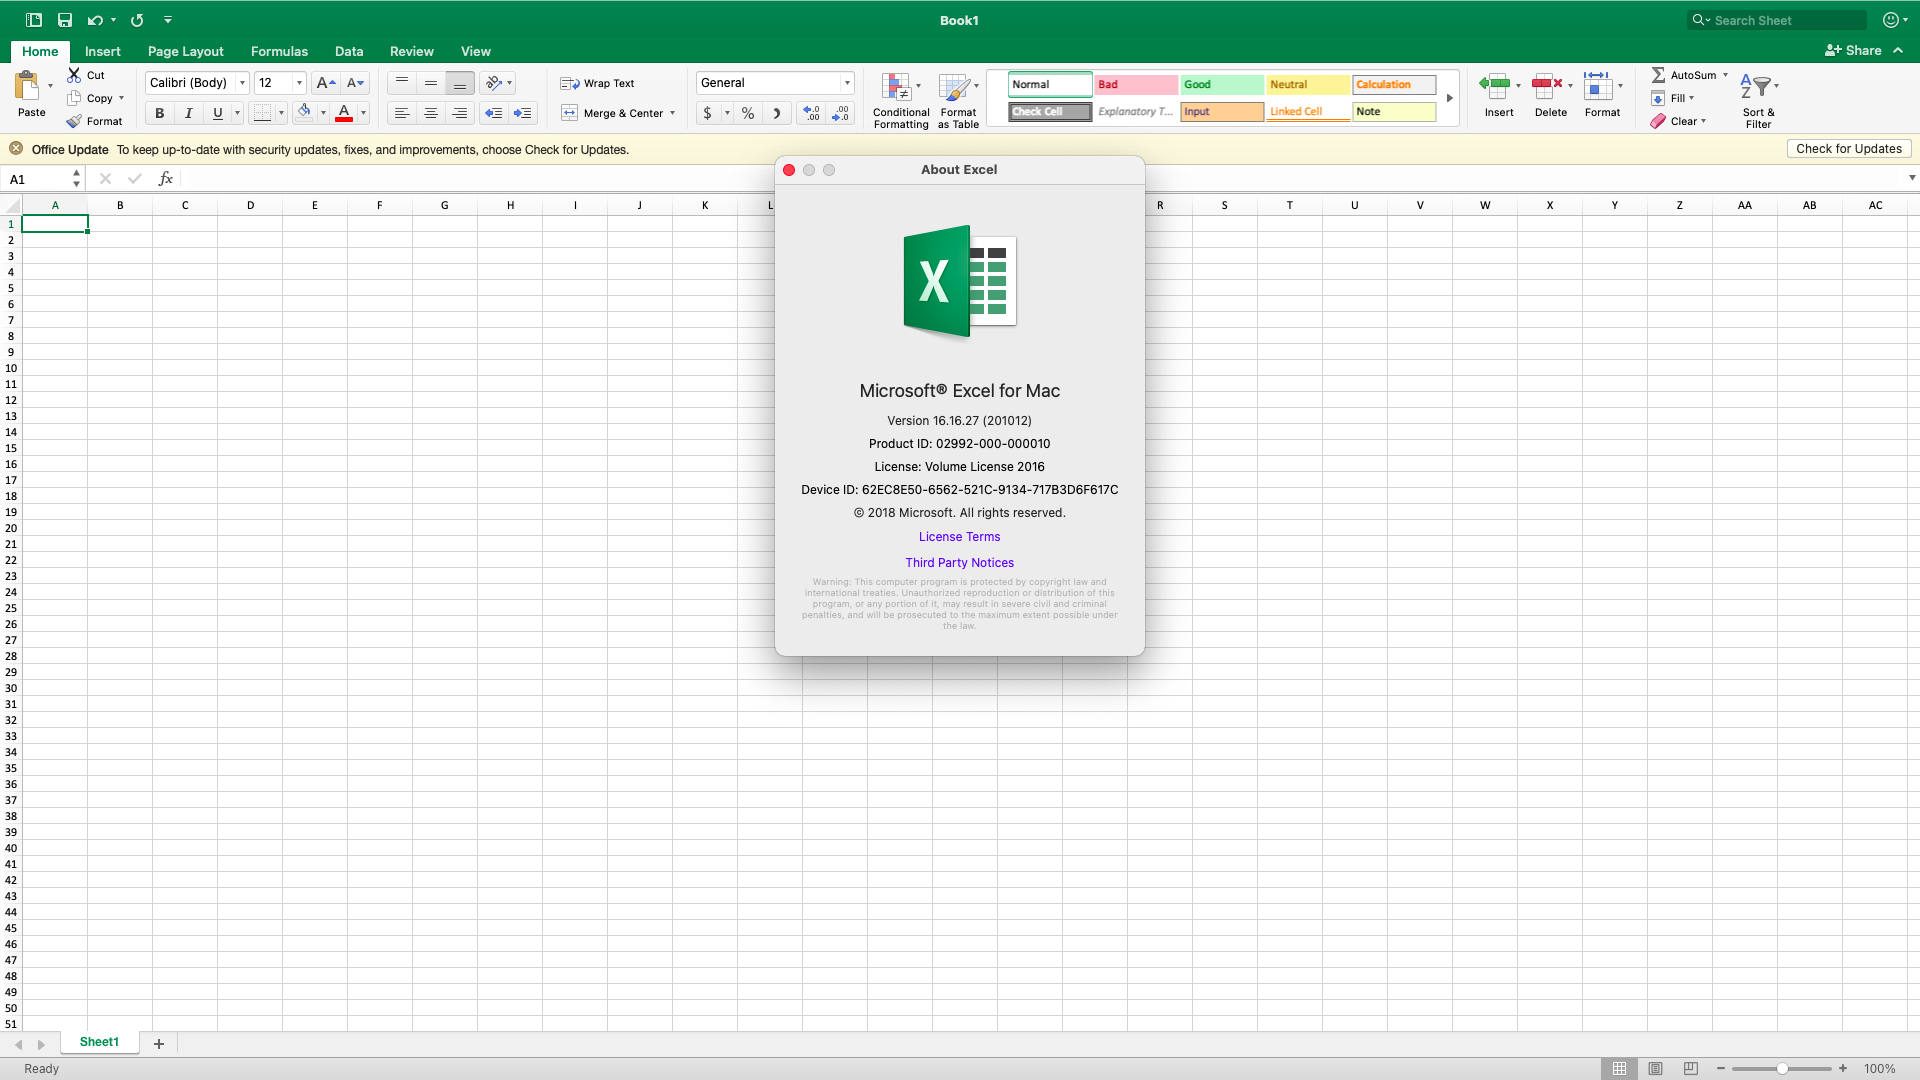 Book1
Search Sheet
Home Insert Page Layout Formulas Data Review View
Share
Paste
Cut
Copy
Format
Calibri (Body) 12 A A
B I U A
Wrap Text
Merge & Center
General
$ % .00 .00
Conditional Formatting
Format as Table
Normal Bad Good Neutral Calculation
Check Cell Explanatory T... Input Linked Cell Note
Insert Delete Format
AutoSum
Fill
Clear
Sort & Filter
Office Update To keep up-to-date with security updates, fixes, and improvements, choose Check for Updates.
Check for Updates
A1 fx
A B C D E F G H I J K L R S T U V W X Y Z AA AB AC
1
2
3
4
5
6
7
8
9
10
11
12
13
14
15
16
17
18
19
20
21
22
23
24
25
26
27
28
29
30
31
32
33
34
35
36
37
38
39
40
41
42
43
44
45
46
47
48
49
50
51
About Excel
X
Microsoft® Excel for Mac
Version 16.16.27 (201012)
Product ID: 02992-000-000010
License: Volume License 2016
Device ID: 62EC8E50-6562-521C-9134-717B3D6F617C
© 2018 Microsoft. All rights reserved.
License Terms
Third Party Notices
Warning: This computer program is protected by copyright law and
international treaties. Unauthorized reproduction or distribution of this
program, or any portion of it, may result in severe civil and criminal
penalties, and will be prosecuted to the maximum extent possible under
the law.
Sheet1 +
Ready
100%